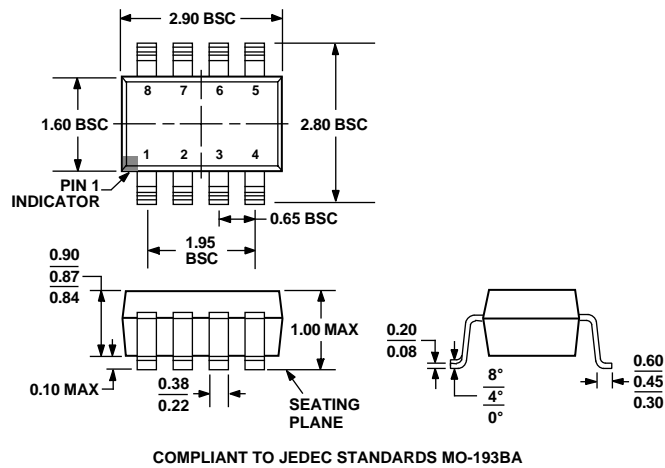 2.90 BSC
8 7 6 5
1.60 BSC
2.80 BSC
1 2 3 4
PIN 1
INDICATOR
0.65 BSC
1.95
BSC
0.90
0.87
0.84
1.00 MAX
0.20
0.08
0.10 MAX
0.38
0.22
SEATING
PLANE
8°
4°
0°
0.60
0.45
0.30
COMPLIANT TO JEDEC STANDARDS MO-193BA